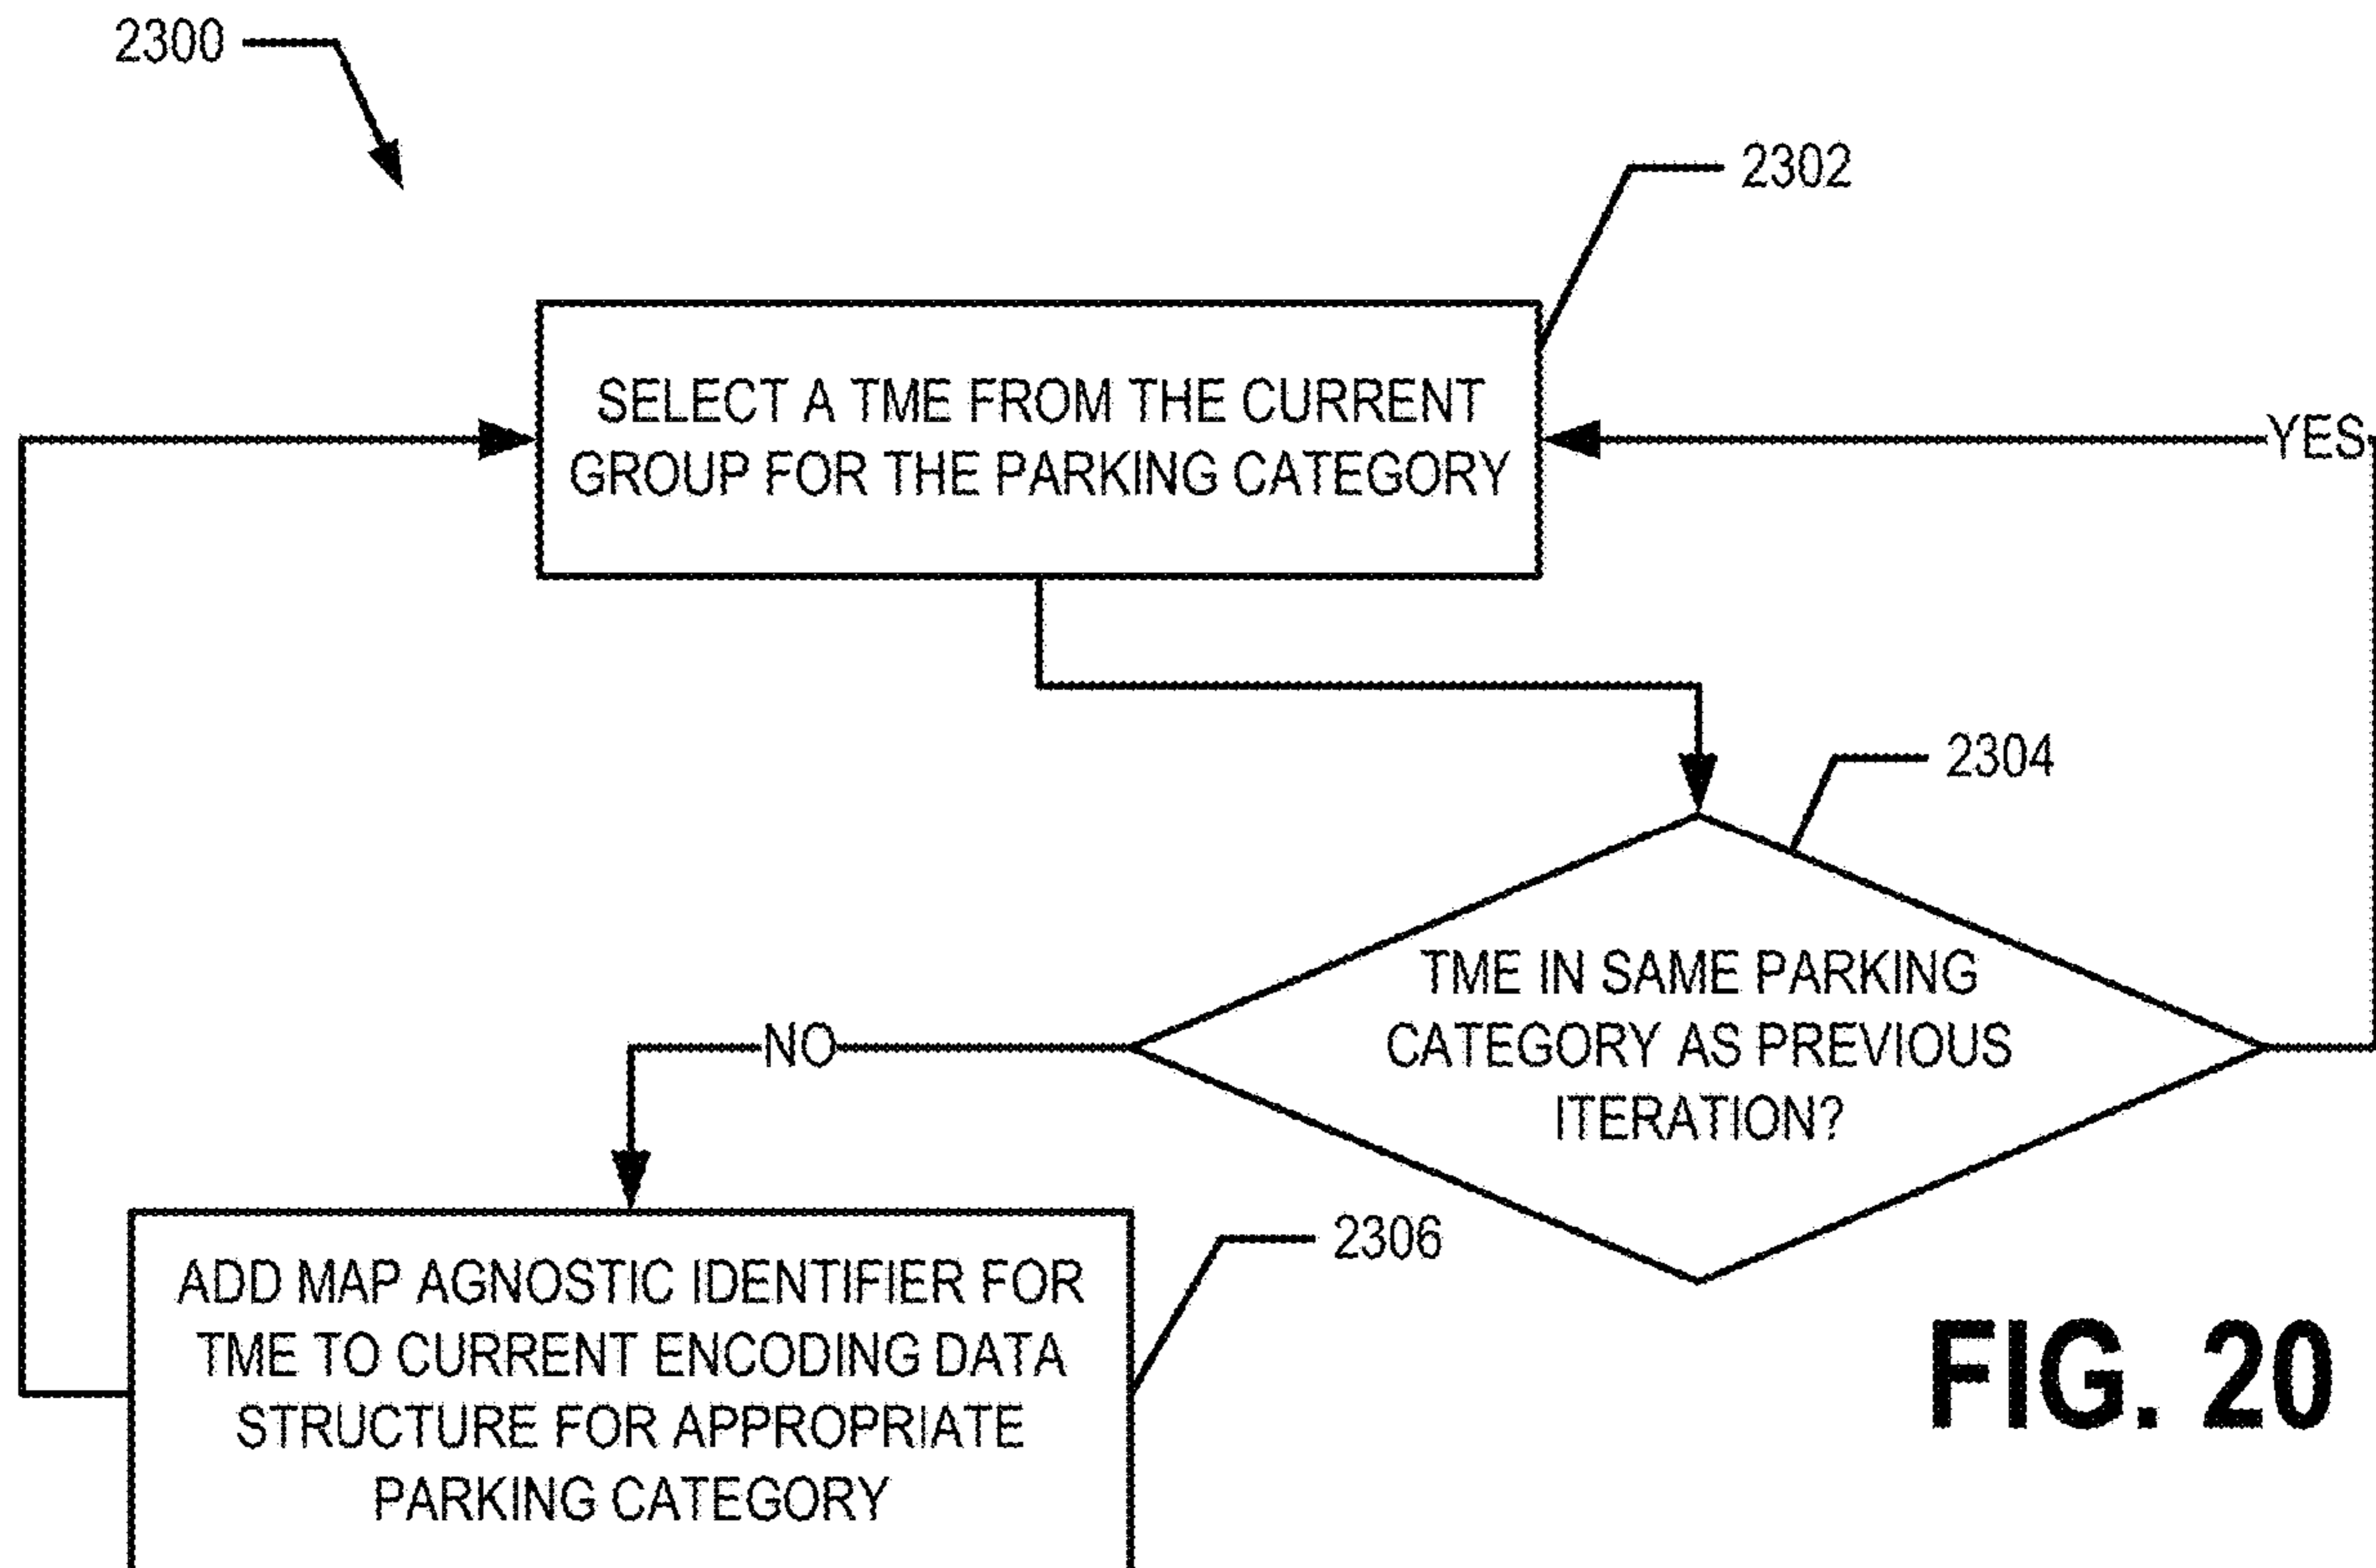 2300
2302
SELECT A TME FROM THE CURRENT
GROUP FOR THE PARKING CATEGORY
YES
2304
TME IN SAME PARKING
CATEGORY AS PREVIOUS
ITERATION?
NO
2306
ADD MAP AGNOSTIC IDENTIFIER FOR
TME TO CURRENT ENCODING DATA
STRUCTURE FOR APPROPRIATE
PARKING CATEGORY
FIG. 20